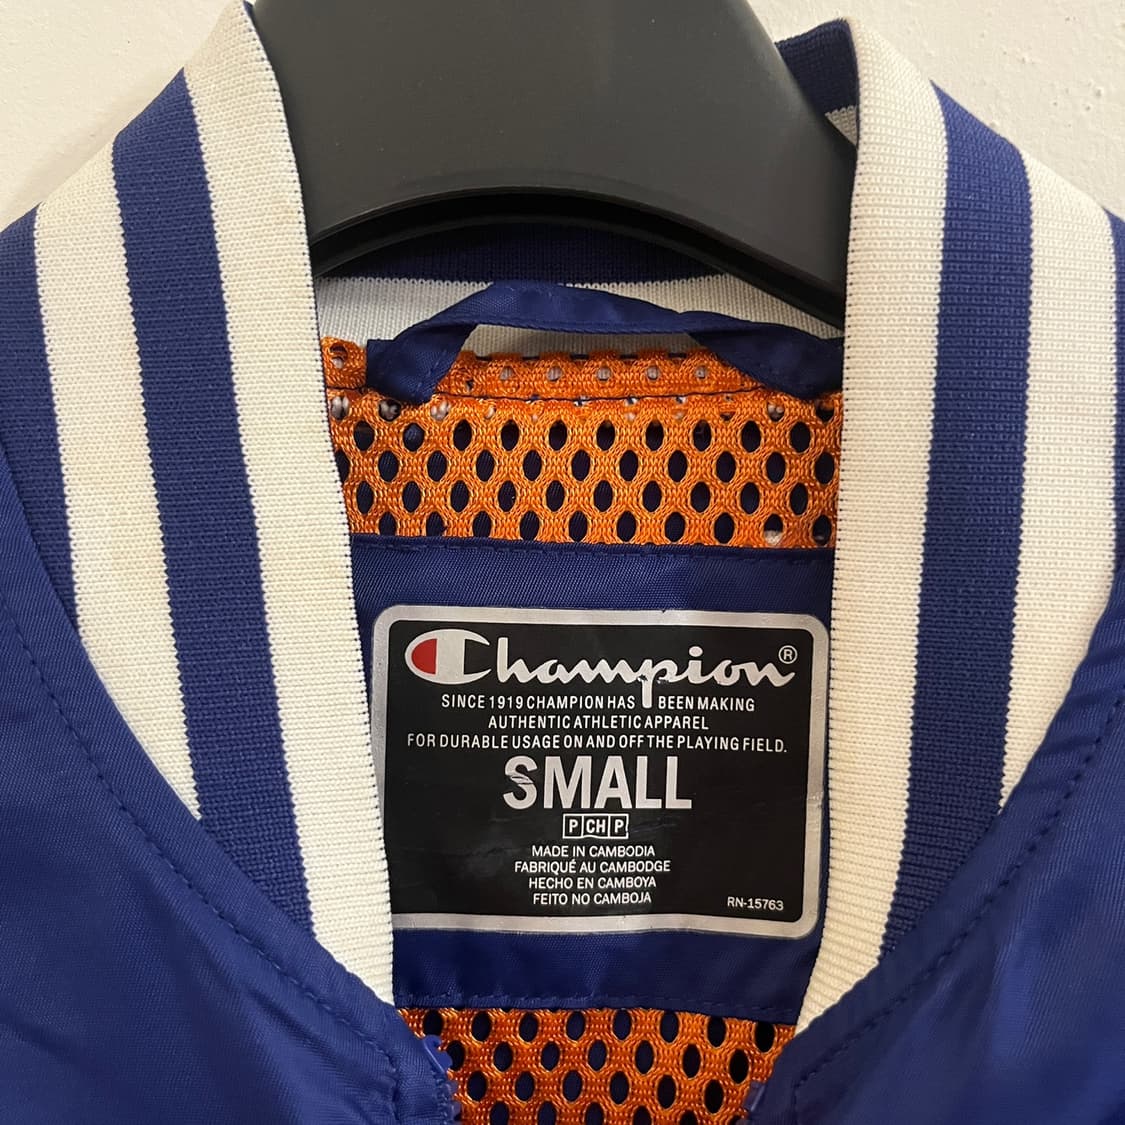 Champion®
SINCE 1919 CHAMPION HAS BEEN MAKING
AUTHENTIC ATHLETIC APPAREL
FOR DURABLE USAGE ON AND OFF THE PLAYING FIELD.
SMALL
P CH P
MADE IN CAMBODIA
FABRIQUÉ AU CAMBODGE
HECHO EN CAMBOYA
FEITO NO CAMBOJA
RN-15763